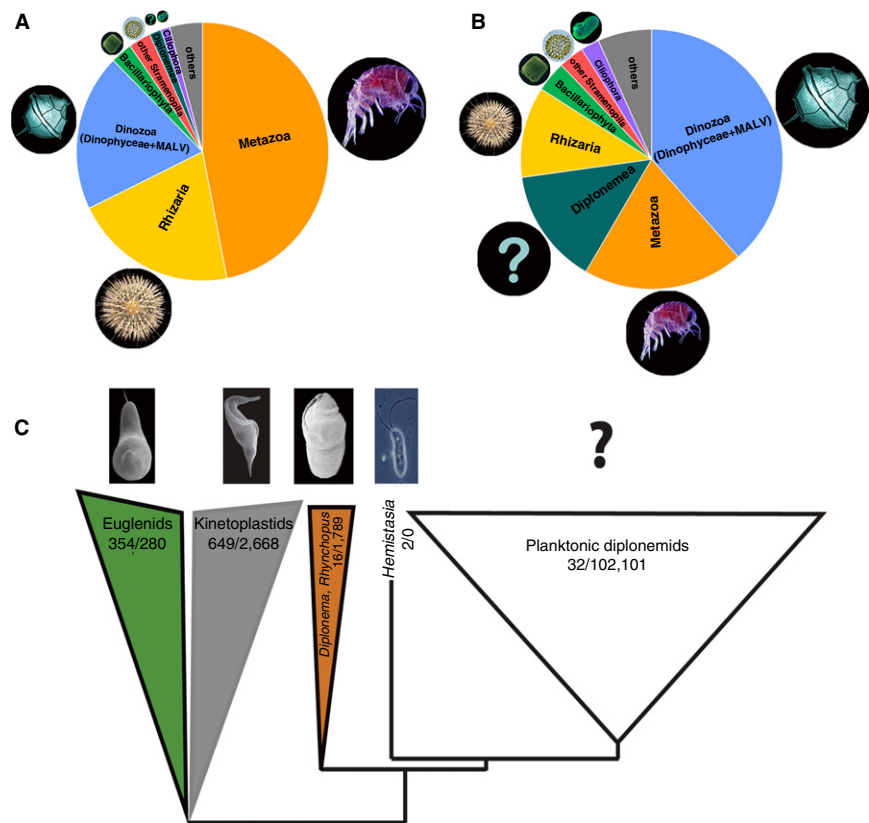 A
Metazoa
Rhizaria
Dinozoa
(Dinophyceae+MALV)
Bacillariophyta
other Stramenopila
Diplonemea
Ciliophora
others
B
Dinozoa
(Dinophyceae+MALV)
Metazoa
Diplonemea
?
Rhizaria
Bacillariophyta
other Stramenopila
Ciliophora
others
C
?
Euglenids
354/280
Kinetoplastids
649/2,668
Diplonema, Rhynchopus
16/1,789
Hemistasia
2/0
Planktonic diplonemids
32/102,101